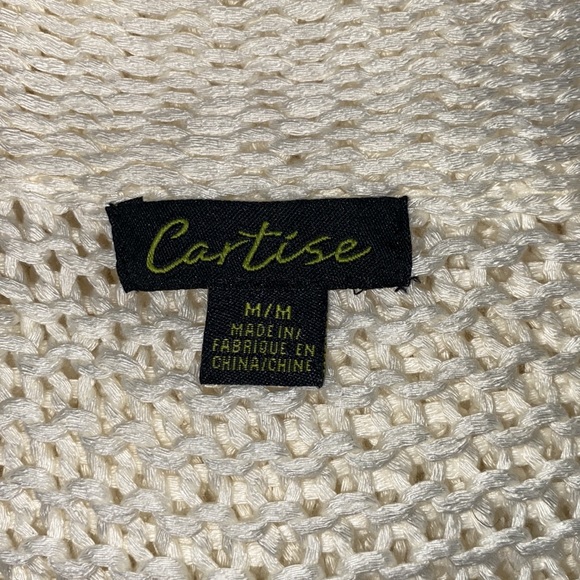 Cartise
M/M
MADE IN/
FABRIQUE EN
CHINA/CHINE